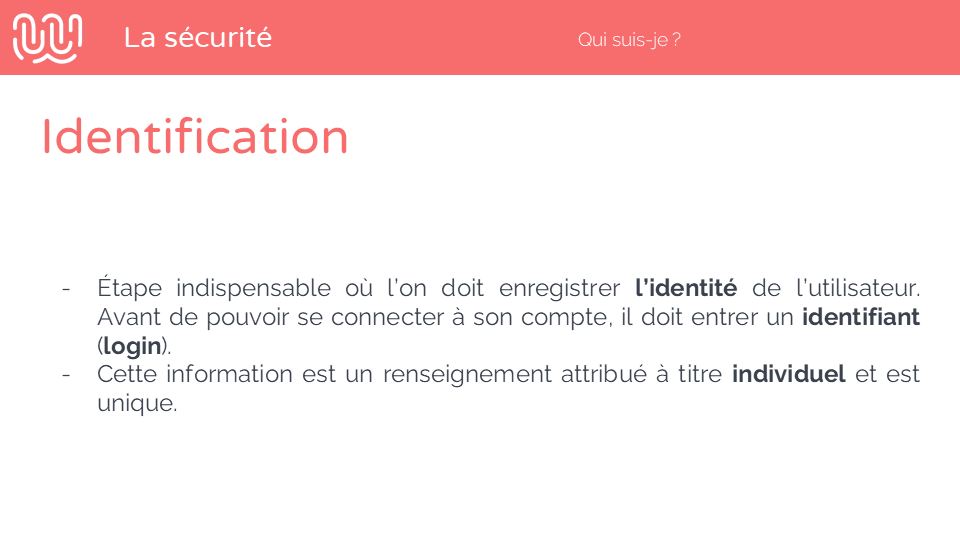 La sécurité
Qui suis-je ?
Identification
- Étape indispensable où l’on doit enregistrer l’identité de l’utilisateur.
Avant de pouvoir se connecter à son compte, il doit entrer un identifiant
(login).
- Cette information est un renseignement attribué à titre individuel et est
unique.